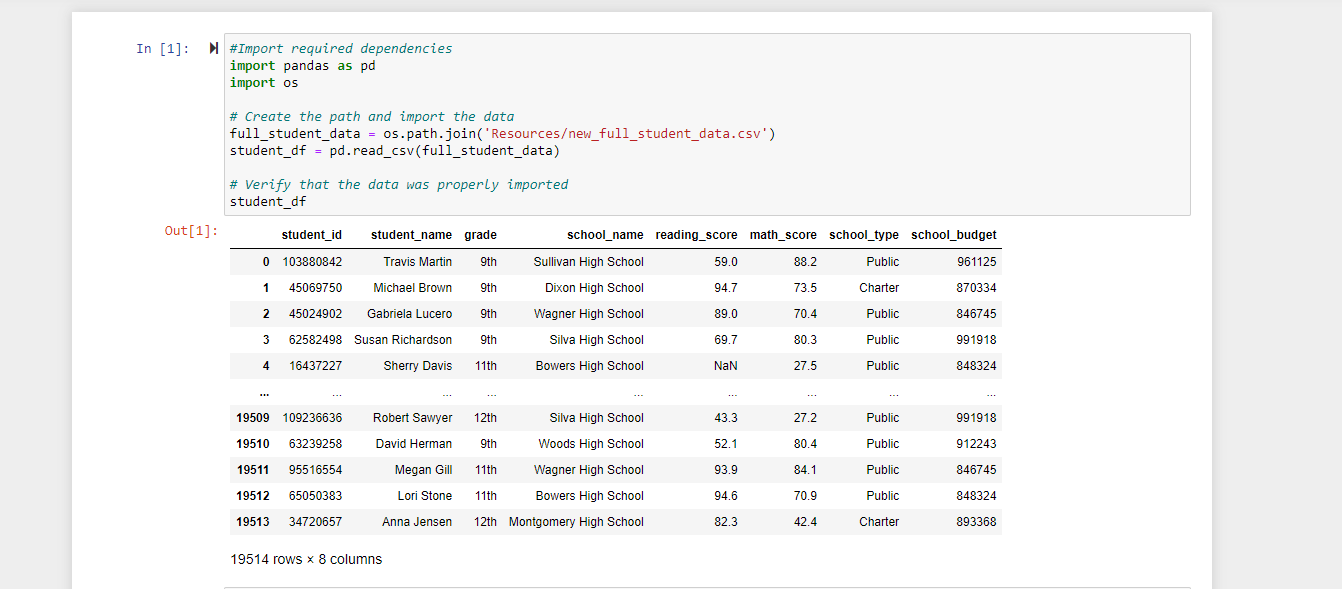 In [1]:
#Import required dependencies
import pandas as pd
import os
# Create the path and import the data
full_student_data = os.path.join('Resources/new_full_student_data.csv')
student_df = pd.read_csv(full_student_data)
# Verify that the data was properly imported
student_df
Out[1]:
student_id student_name grade school_name reading_score math_score school_type school_budget
0 103880842 Travis Martin 9th Sullivan High School 59.0 88.2 Public 961125
1 45069750 Michael Brown 9th Dixon High School 94.7 73.5 Charter 870334
2 45024902 Gabriela Lucero 9th Wagner High School 89.0 70.4 Public 846745
3 62582498 Susan Richardson 9th Silva High School 69.7 80.3 Public 991918
4 16437227 Sherry Davis 11th Bowers High School NaN 27.5 Public 848324
... ... ... ... ... ... ... ... ...
19509 109236636 Robert Sawyer 12th Silva High School 43.3 27.2 Public 991918
19510 63239258 David Herman 9th Woods High School 52.1 80.4 Public 912243
19511 95516554 Megan Gill 11th Wagner High School 93.9 84.1 Public 846745
19512 65050383 Lori Stone 11th Bowers High School 94.6 70.9 Public 848324
19513 34720657 Anna Jensen 12th Montgomery High School 82.3 42.4 Charter 893368
19514 rows × 8 columns